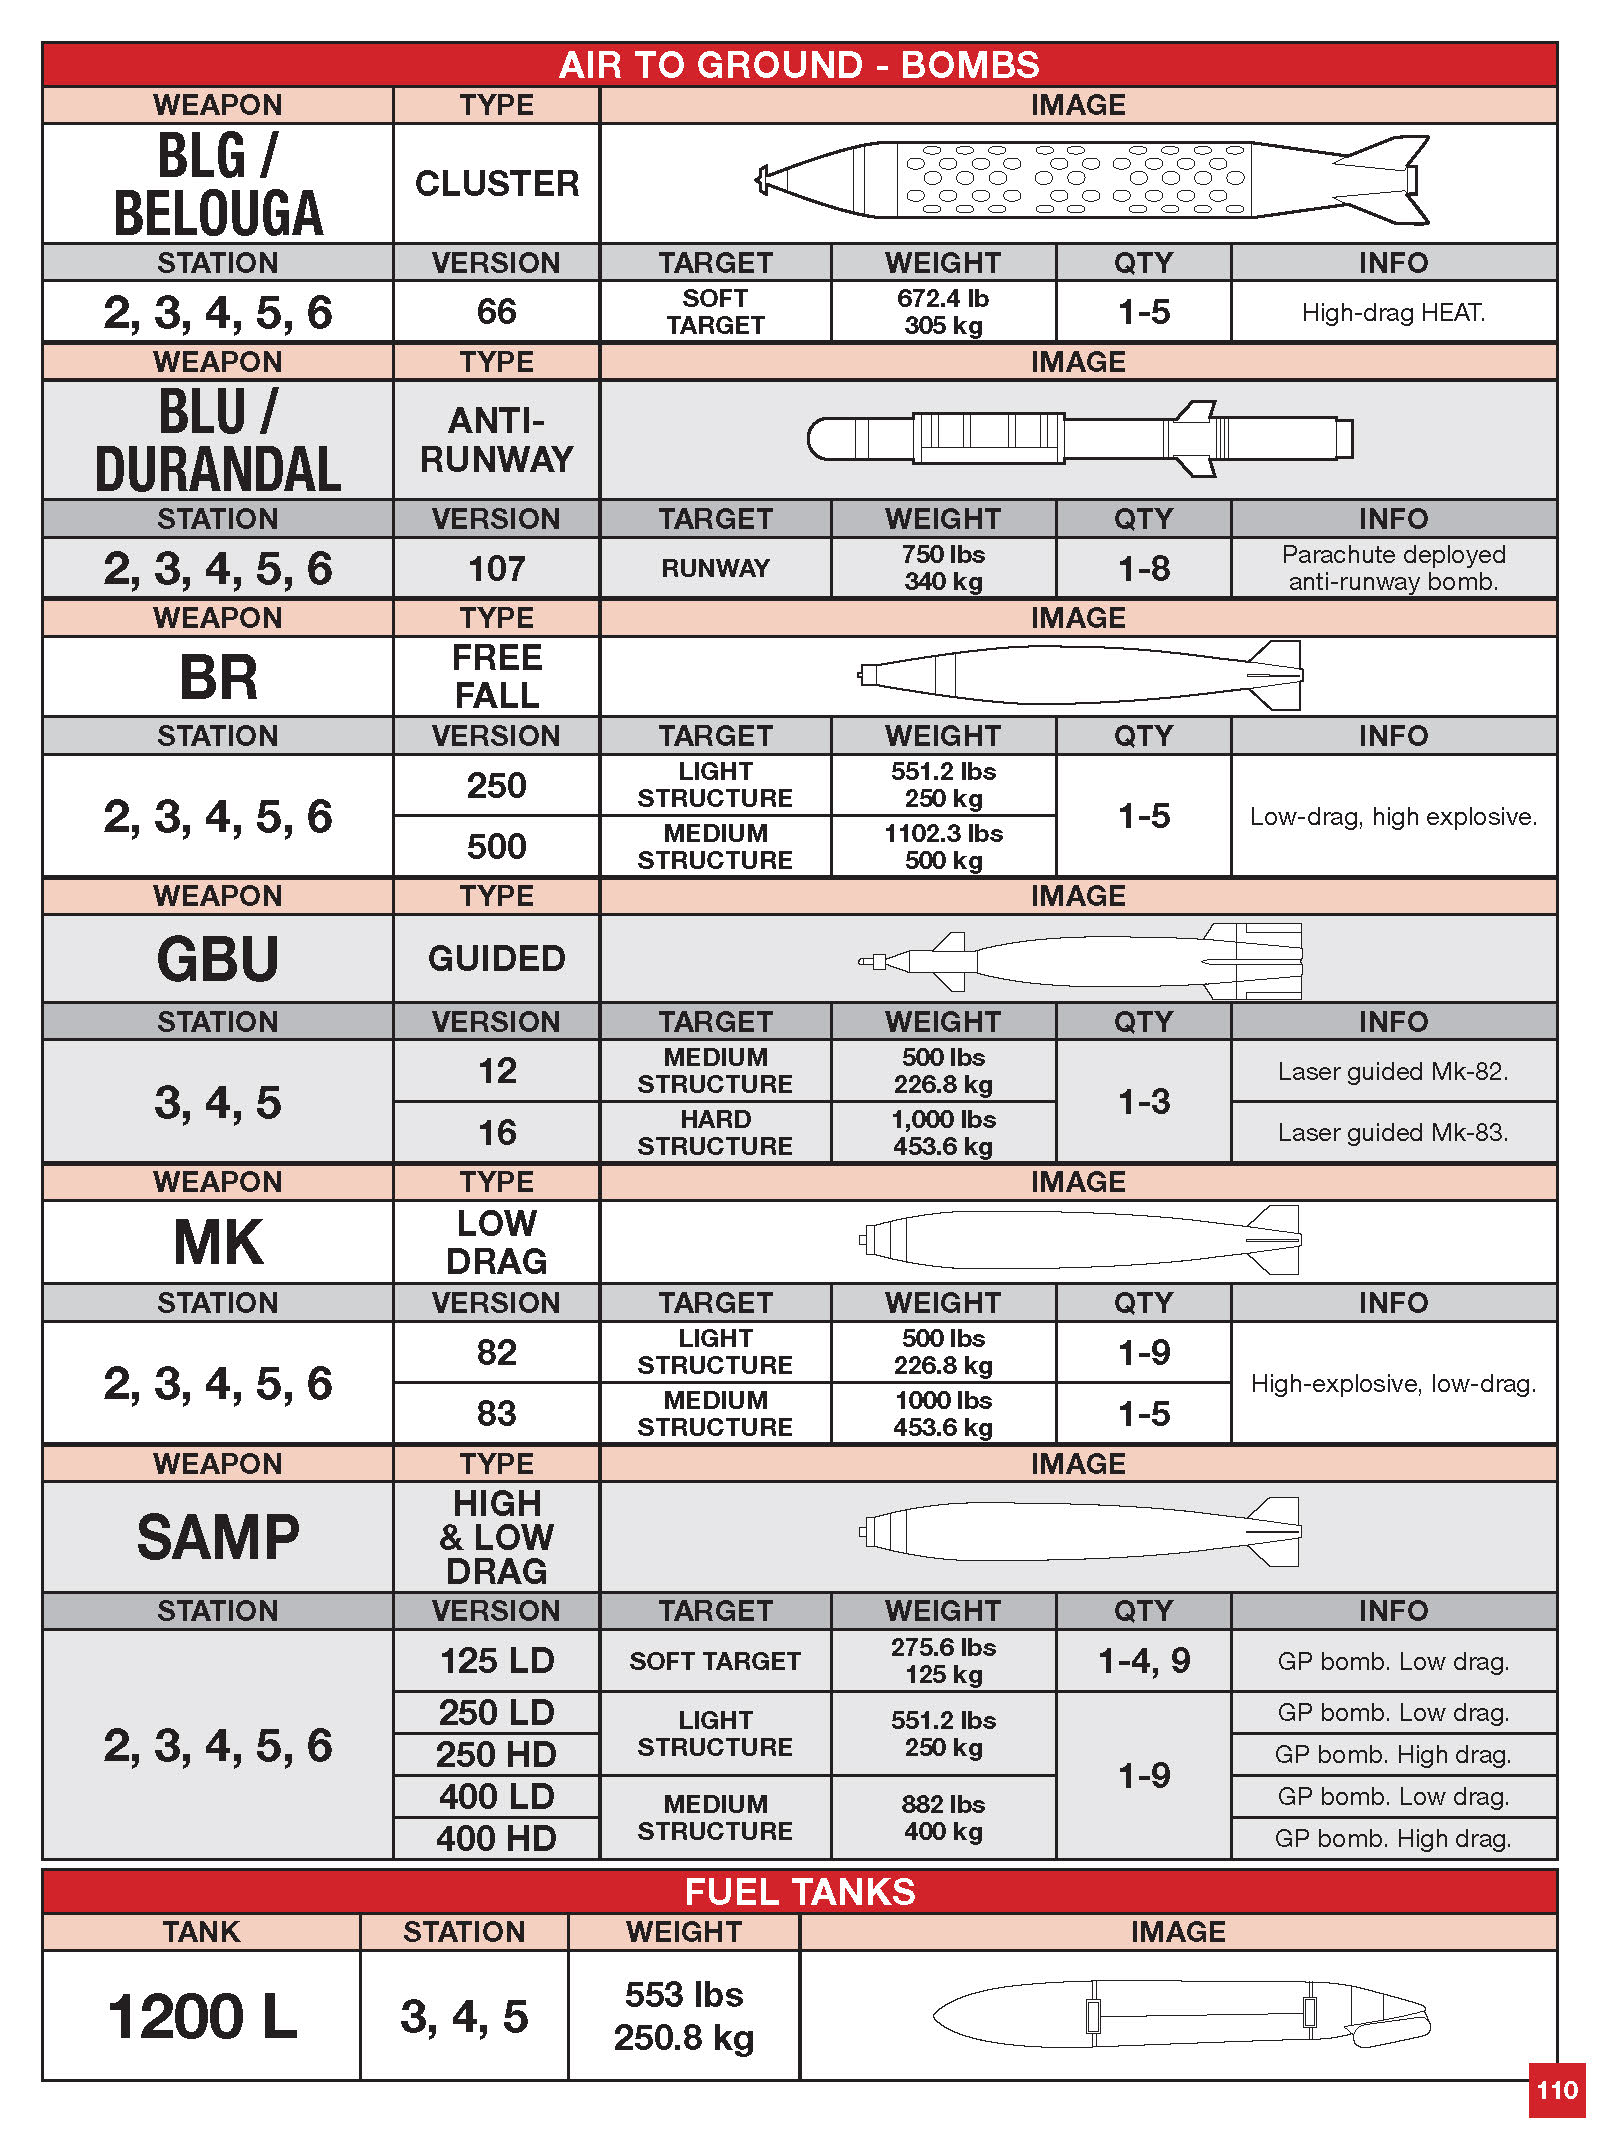 AIR TO GROUND - BOMBS
WEAPON TYPE IMAGE
BLG /
BELOUGA
CLUSTER
STATION VERSION TARGET WEIGHT QTY INFO
2, 3, 4, 5, 6
66
SOFT
TARGET
672.4 lb
305 kg
1-5
High-drag HEAT.
WEAPON TYPE IMAGE
BLU /
DURANDAL
ANTI-
RUNWAY
STATION VERSION TARGET WEIGHT QTY INFO
2, 3, 4, 5, 6
107
RUNWAY
750 lbs
340 kg
1-8
Parachute deployed
anti-runway bomb.
WEAPON TYPE IMAGE
BR
FREE
FALL
STATION VERSION TARGET WEIGHT QTY INFO
2, 3, 4, 5, 6
250
LIGHT
STRUCTURE
551.2 lbs
250 kg
500
MEDIUM
STRUCTURE
1102.3 lbs
500 kg
1-5
Low-drag, high explosive.
WEAPON TYPE IMAGE
GBU
GUIDED
STATION VERSION TARGET WEIGHT QTY INFO
3, 4, 5
12
MEDIUM
STRUCTURE
500 lbs
226.8 kg
1-3
Laser guided Mk-82.
16
HARD
STRUCTURE
1,000 lbs
453.6 kg
Laser guided Mk-83.
WEAPON TYPE IMAGE
MK
LOW
DRAG
STATION VERSION TARGET WEIGHT QTY INFO
2, 3, 4, 5, 6
82
LIGHT
STRUCTURE
500 lbs
226.8 kg
1-9
83
MEDIUM
STRUCTURE
1000 lbs
453.6 kg
1-5
High-explosive, low-drag.
WEAPON TYPE IMAGE
SAMP
HIGH
& LOW
DRAG
STATION VERSION TARGET WEIGHT QTY INFO
2, 3, 4, 5, 6
125 LD
SOFT TARGET
275.6 lbs
125 kg
1-4, 9
GP bomb. Low drag.
250 LD
250 HD
LIGHT
STRUCTURE
551.2 lbs
250 kg
GP bomb. Low drag.
GP bomb. High drag.
400 LD
400 HD
MEDIUM
STRUCTURE
882 lbs
400 kg
1-9
GP bomb. Low drag.
GP bomb. High drag.
FUEL TANKS
TANK STATION WEIGHT IMAGE
1200 L
3, 4, 5
553 lbs
250.8 kg
110